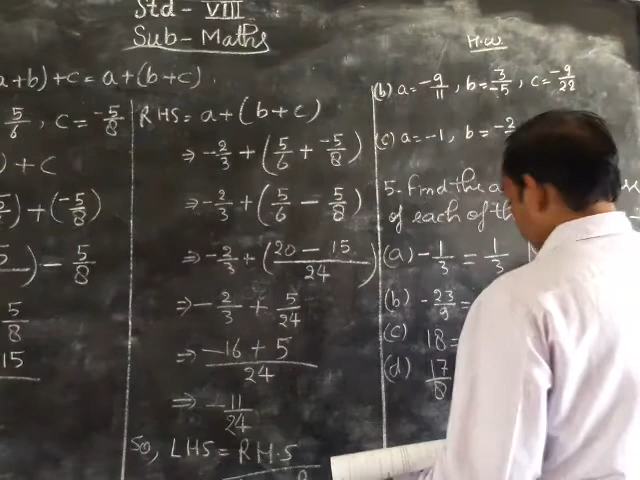 Std - VIII
Sub - Maths
a+b)+c = a+(b+c).
5/6, c = -5/8
)+c
)+(-5/8)
)- 5/8
5/8
15
RHS = a+(b+c)
⇒ -2/3 + (5/6 + -5/8)
⇒ -2/3 + (5/6 - 5/8)
⇒ -2/3 + (20 - 15/24)
⇒ -2/3 + 5/24
⇒ -16 + 5/24
⇒ -11/24
So, LHS = RH.S
H.W
(b) a = -9/11, b = 3/-5, c = -9/22
(c) a = -1, b = -2
5. Find the a
of each of th
(a) -1/3 = 1/3
(b) -23/9 =
(c) 18 =
(d) 17/8